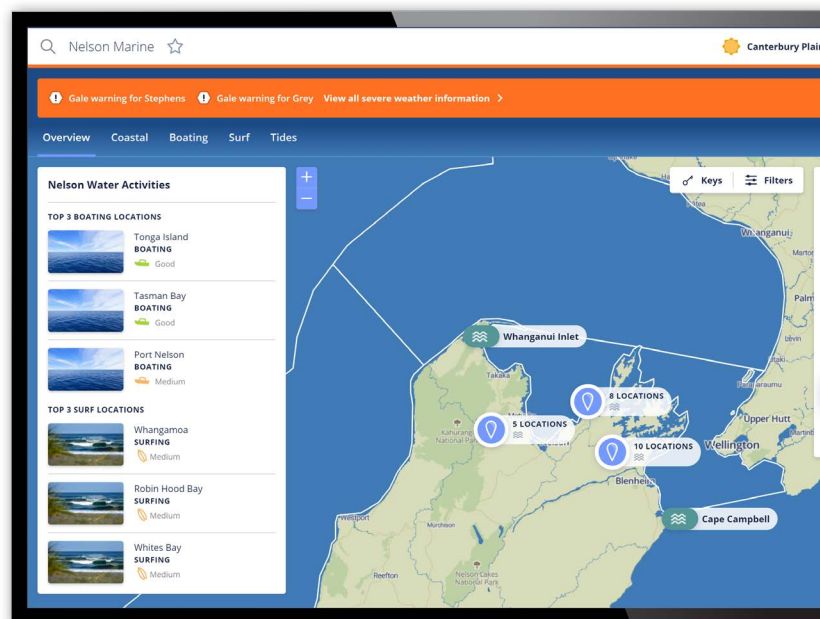 Nelson Marine
Canterbury Plain
Gale warning for Stephens Gale warning for Grey View all severe weather information >
Overview Coastal Boating Surf Tides
Nelson Water Activities
TOP 3 BOATING LOCATIONS
Tonga Island
BOATING
Good
Tasman Bay
BOATING
Good
Port Nelson
BOATING
Medium
TOP 3 SURF LOCATIONS
Whangamoa
SURFING
Medium
Robin Hood Bay
SURFING
Medium
Whites Bay
SURFING
Medium
+
−
Keys Filters
Whanganui
Palm
Whanganui Inlet
Takaka
8 LOCATIONS
5 LOCATIONS
Kahurangi
National Park
10 LOCATIONS
Upper Hutt
Wellington
Blenheim
Cape Campbell
Westport
Murchison
Reefton
Nelson Lakes
National Park